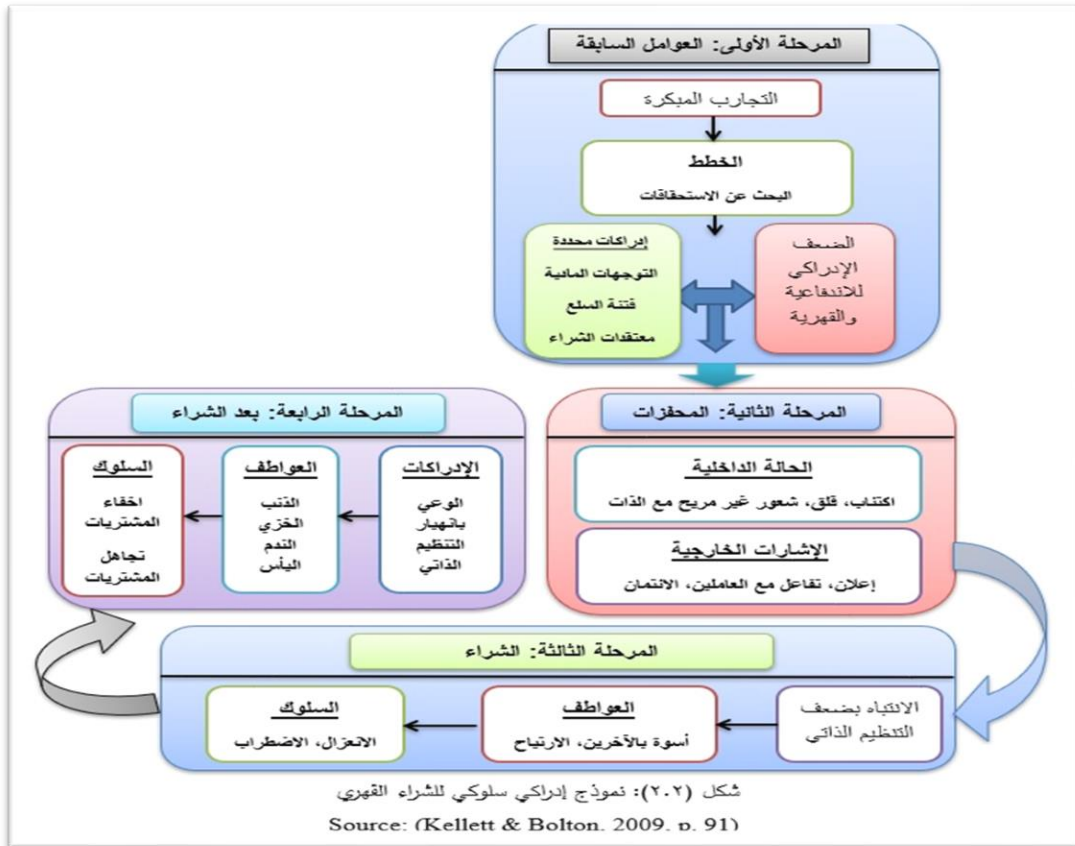 المرحلة الأولى: العوامل السابقة
التجارب المبكرة
الخطط
البحث عن الاستحقاقات
الضعف
الإدراكي
للاندفاعية
والقهرية
إدراكات محددة
التوجهات المادية
فتنة السلع
معتقدات الشراء
المرحلة الثانية: المحفزات
الحالة الداخلية
اكتئاب، قلق، شعور غير مريح مع الذات
الإشارات الخارجية
إعلان، تفاعل مع العاملين، الائتمان
المرحلة الثالثة: الشراء
الانتباه بضعف
التنظيم الذاتي
العواطف
أسوة بالآخرين، الارتياح
السلوك
الانعزال، الاضطراب
المرحلة الرابعة: بعد الشراء
الإدراكات
الوعي
بانهيار
التنظيم
الذاتي
العواطف
الذنب
الخزي
الندم
اليأس
السلوك
اخفاء
المشتريات
تجاهل
المشتريات
شكل (٢.٢): نموذج إدراكي سلوكي للشراء القهري
Source: (Kellett & Bolton, 2009, p. 91)